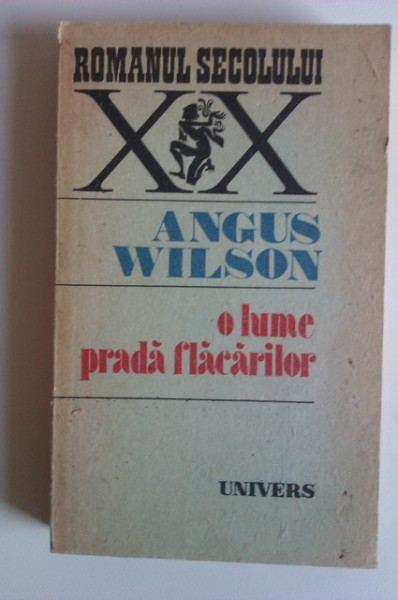 ROMANUL SECOLULUI
XX
ANGUS
WILSON
o lume
pradă flăcărilor
UNIVERS